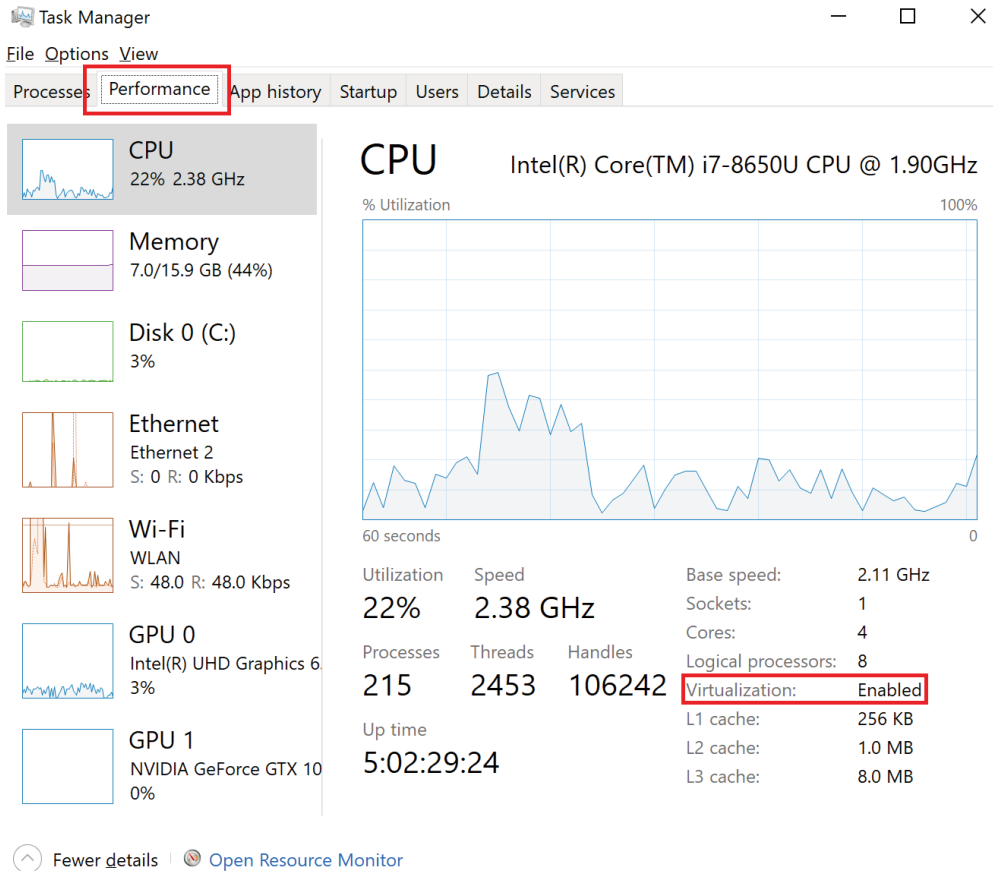 Task Manager
File Options View
Processes Performance App history Startup Users Details Services
CPU
22% 2.38 GHz
Memory
7.0/15.9 GB (44%)
Disk 0 (C:)
3%
Ethernet
Ethernet 2
S: 0 R: 0 Kbps
Wi-Fi
WLAN
S: 48.0 R: 48.0 Kbps
GPU 0
Intel(R) UHD Graphics 6
3%
GPU 1
NVIDIA GeForce GTX 10
0%
CPU Intel(R) Core(TM) i7-8650U CPU @ 1.90GHz
% Utilization 100%
60 seconds 0
Utilization Speed
22% 2.38 GHz
Processes Threads Handles
215 2453 106242
Up time
5:02:29:24
Base speed: 2.11 GHz
Sockets: 1
Cores: 4
Logical processors: 8
Virtualization: Enabled
L1 cache: 256 KB
L2 cache: 1.0 MB
L3 cache: 8.0 MB
Fewer details Open Resource Monitor